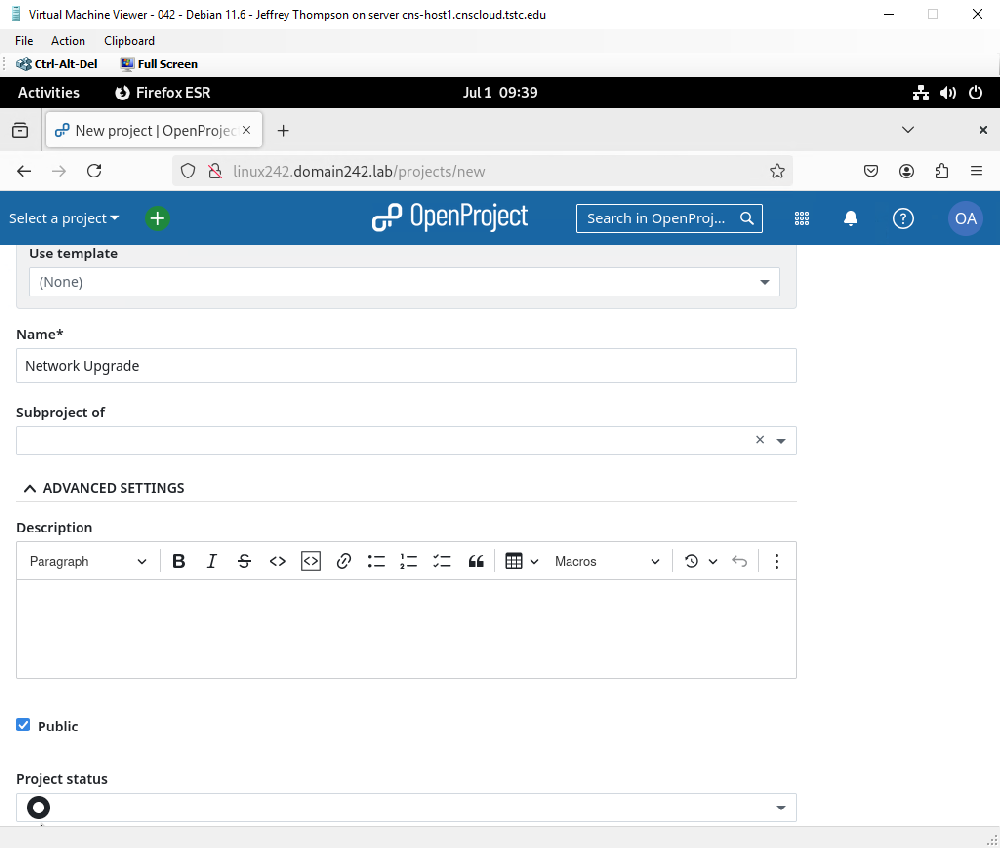 Virtual Machine Viewer - 042 - Debian 11.6 - Jeffrey Thompson on server cns-host1.cnscloud.tstc.edu
File Action Clipboard
Ctrl-Alt-Del Full Screen
Activities Firefox ESR Jul 1 09:39
New project | OpenProjec
linux242.domain242.lab/projects/new
Select a project OpenProject Search in OpenProj... OA
Use template
(None)
Name*
Network Upgrade
Subproject of
ADVANCED SETTINGS
Description
Paragraph Macros
Public
Project status